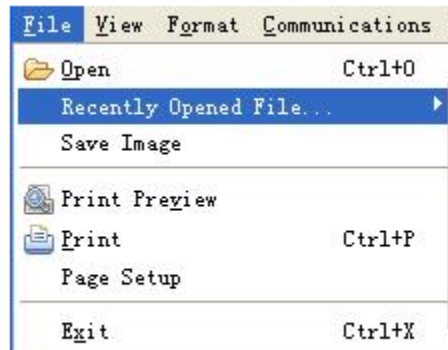 File View Format Communications
Open Ctrl+O
Recently Opened File...
Save Image
Print Preview
Print Ctrl+P
Page Setup
Exit Ctrl+X